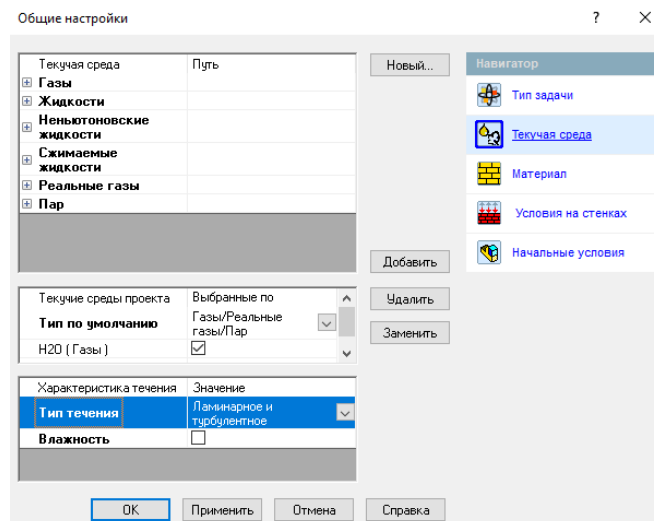 Общие настройки
?
Текучая среда Путь
Газы
Жидкости
Неньютоновские
жидкости
Сжимаемые
жидкости
Реальные газы
Пар
Новый...
Добавить
Навигатор
Тип задачи
Текучая среда
Материал
Условия на стенках
Начальные условия
Текучие среды проекта Выбранные по
Тип по умолчанию Газы/Реальные
газы/Пар
H2O ( Газы )
Удалить
Заменить
Характеристика течения Значение
Тип течения Ламинарное и
турбулентное
Влажность
OK Применить Отмена Справка